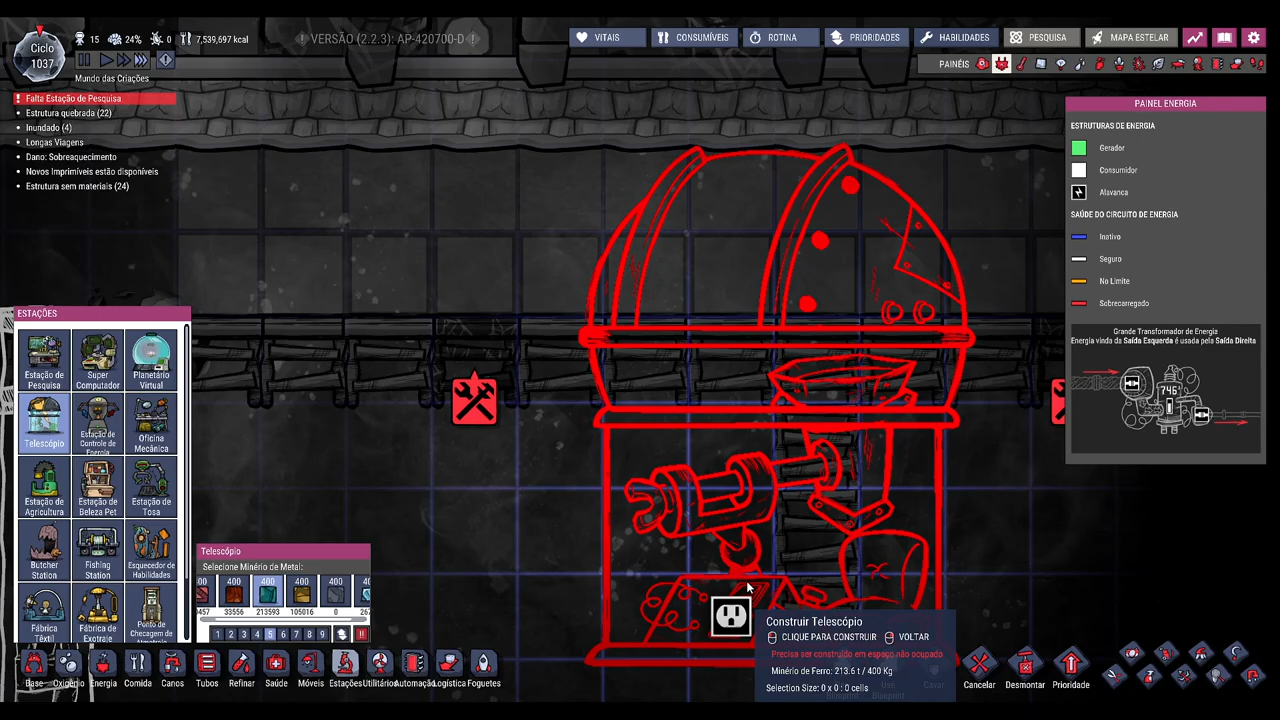 Ciclo
1037
15
24%
0
7,539,697 kcal
VERSÃO (2.2.3): AP-420700-D
VITAIS
CONSUMÍVEIS
ROTINA
PRIORIDADES
HABILIDADES
PESQUISA
MAPA ESTELAR
PAINÉIS
Mundo das Criações
Falta Estação de Pesquisa
Estrutura quebrada (22)
Inundado (4)
Longas Viagens
Dano: Sobreaquecimento
Novos Imprimíveis estão disponíveis
Estrutura sem materiais (24)
PAINEL ENERGIA
ESTRUTURAS DE ENERGIA
Gerador
Consumidor
Alavanca
SAÚDE DO CIRCUITO DE ENERGIA
Inativo
Seguro
No Limite
Sobrecarregado
Grande Transformador de Energia
Energia vinda da Saída Esquerda é usada pela Saída Direita
746
ESTAÇÕES
Estação de Pesquisa
Super Computador
Planetário Virtual
Telescópio
Estação de Controle de Energia
Oficina Mecânica
Estação de Agricultura
Estação de Beleza Pet
Estação de Tosa
Butcher Station
Fishing Station
Esquecedor de Habilidades
Fábrica Têxtil
Fábrica de Exotraje
Ponto de Checagem de
Telescópio
Selecione Minério de Metal:
00 400 400 400 400 40
9457 33556 213593 105016 0 267
1 2 3 4 5 6 7 8 9
Construir Telescópio
CLIQUE PARA CONSTRUIR
VOLTAR
Precisa ser construído em espaço não ocupado
Minério de Ferro: 213.6 t / 400 Kg
Selection Size: 0 x 0 : 0 cells
Base
Oxigênio
Energia
Comida
Canos
Tubos
Refinar
Saúde
Móveis
Estações
Utilitários
Automação
Logística
Foguetes
Use Blueprint
Cavar
Cancelar
Desmontar
Prioridade